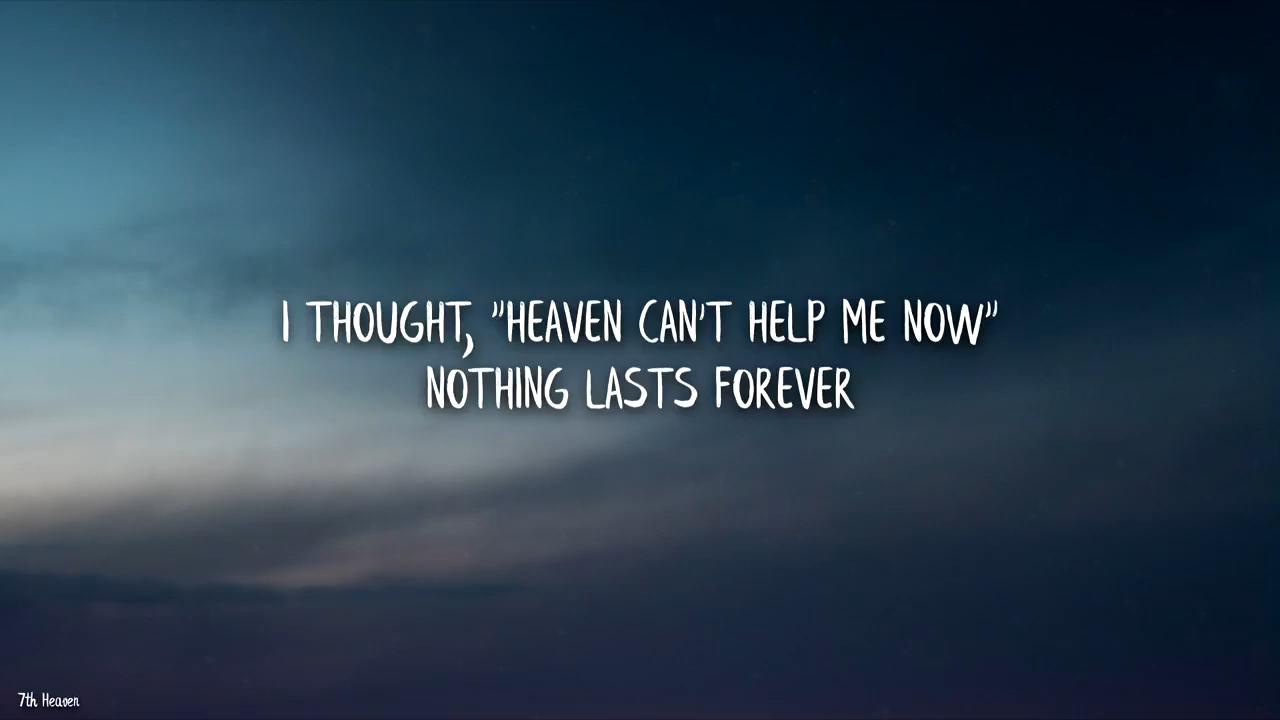 I THOUGHT, "HEAVEN CAN'T HELP ME NOW"
NOTHING LASTS FOREVER
7th Heaven